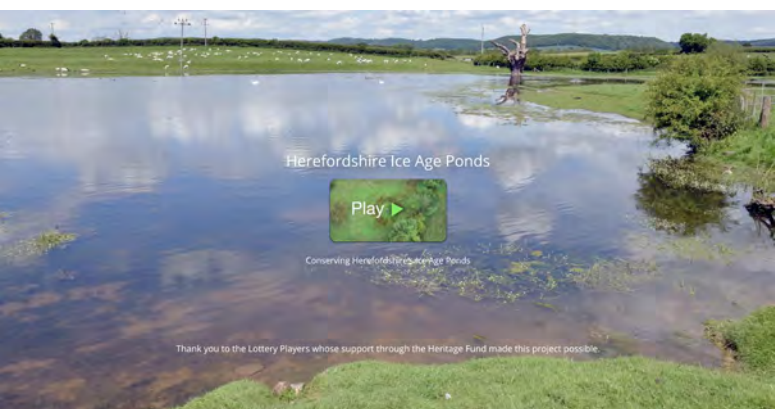 Herefordshire Ice Age Ponds
Play
Conserving Herefordshire's Ice Age Ponds
Thank you to the Lottery Players whose support through the Heritage Fund made this project possible.